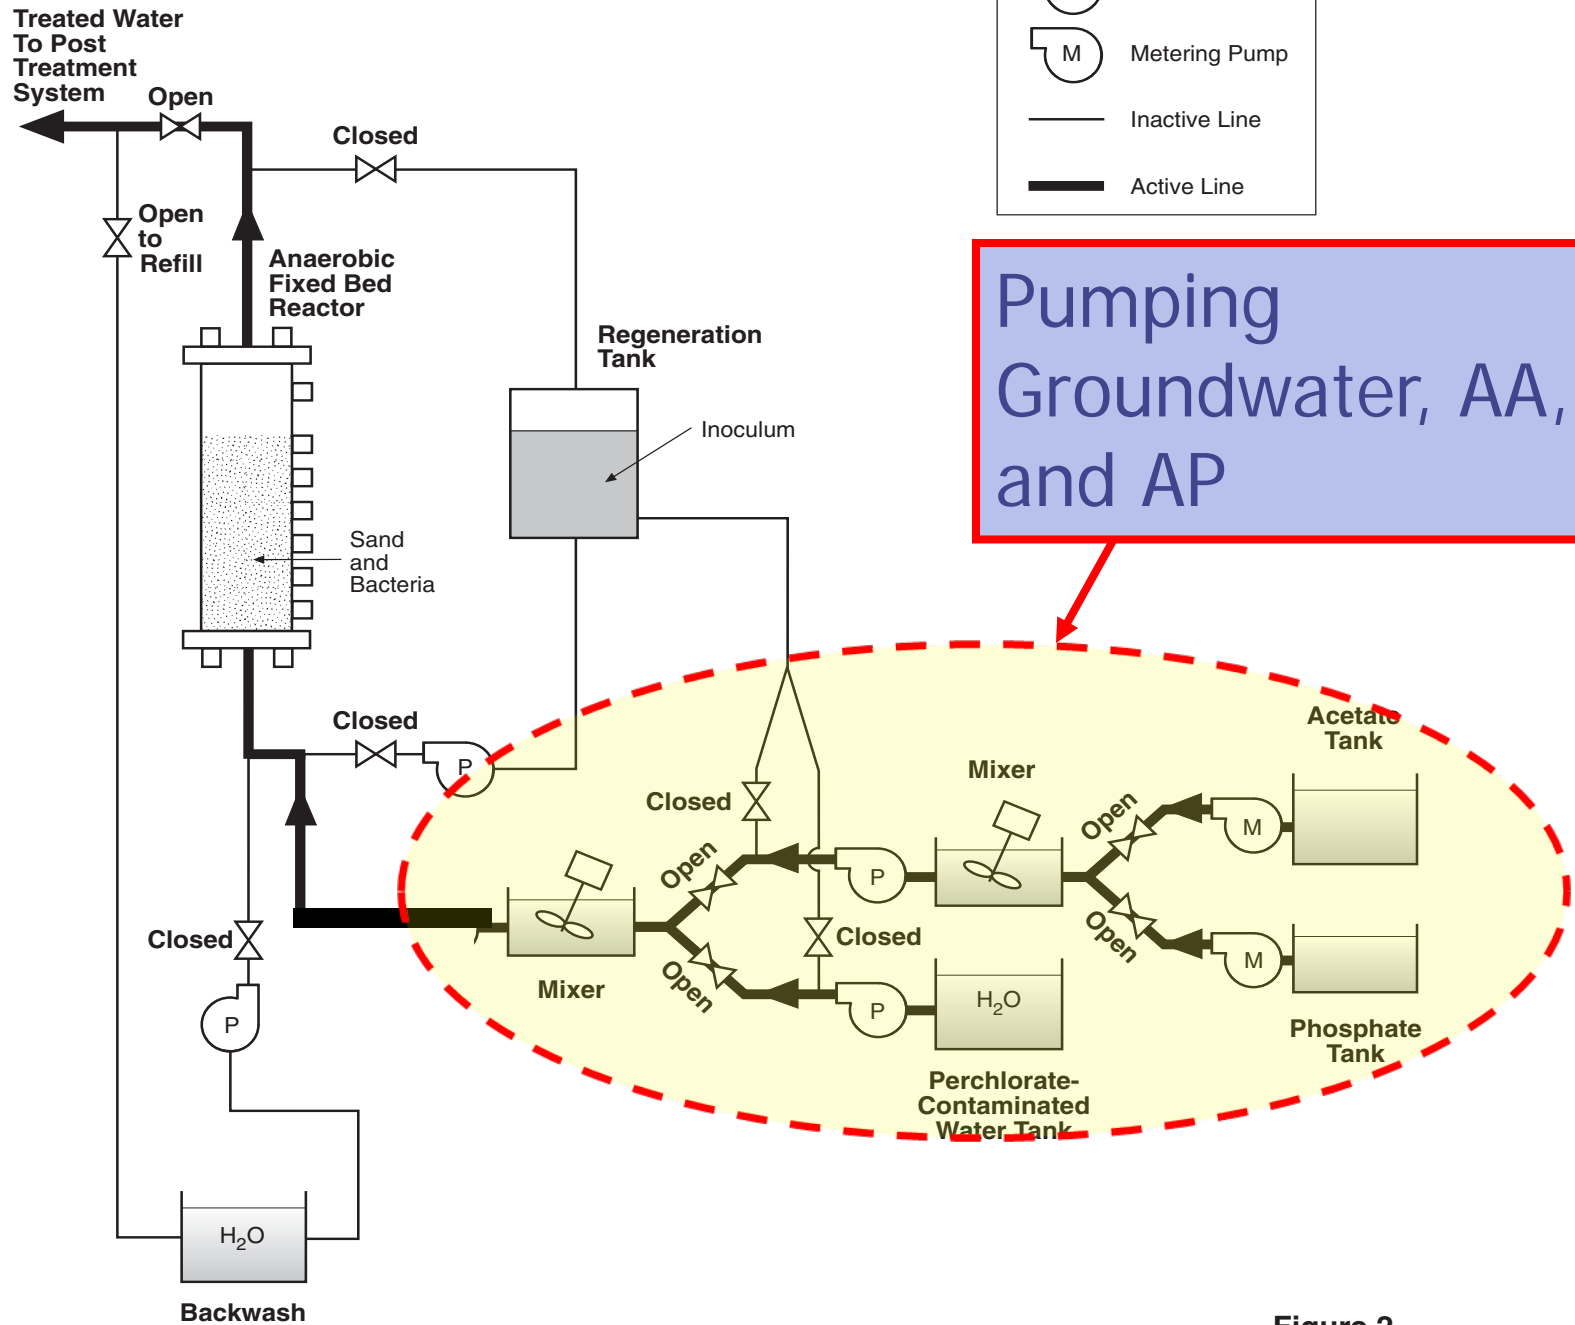 Treated Water
To Post
Treatment
System
Open
Closed
Open
to
Refill
Anaerobic
Fixed Bed
Reactor
Regeneration
Tank
Inoculum
Sand
and
Bacteria
M
Metering Pump
Inactive Line
Active Line
Pumping
Groundwater, AA,
and AP
Closed
P
Acetate
Tank
Mixer
Closed
Open
Open
M
P
Closed
Open
Open
M
Closed
Mixer
P
H2O
Phosphate
Tank
P
Perchlorate-
Contaminated
Water Tank
H2O
Backwash
Figure 2